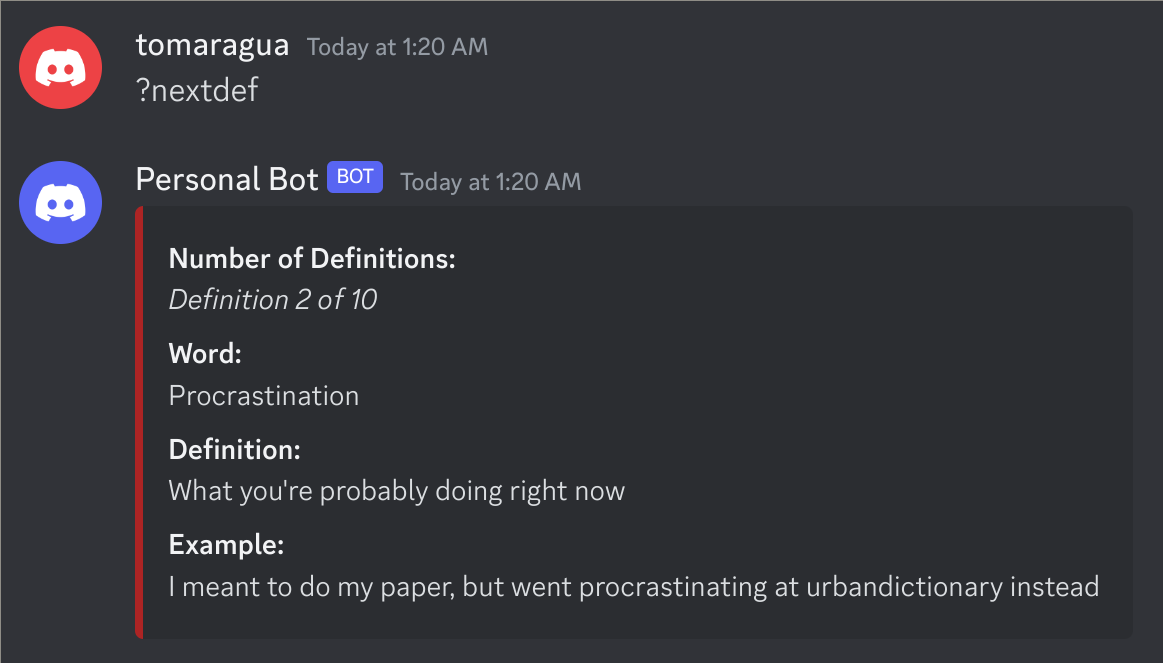 tomaragua Today at 1:20 AM
?nextdef
Personal Bot BOT Today at 1:20 AM
Number of Definitions:
Definition 2 of 10
Word:
Procrastination
Definition:
What you're probably doing right now
Example:
I meant to do my paper, but went procrastinating at urbandictionary instead